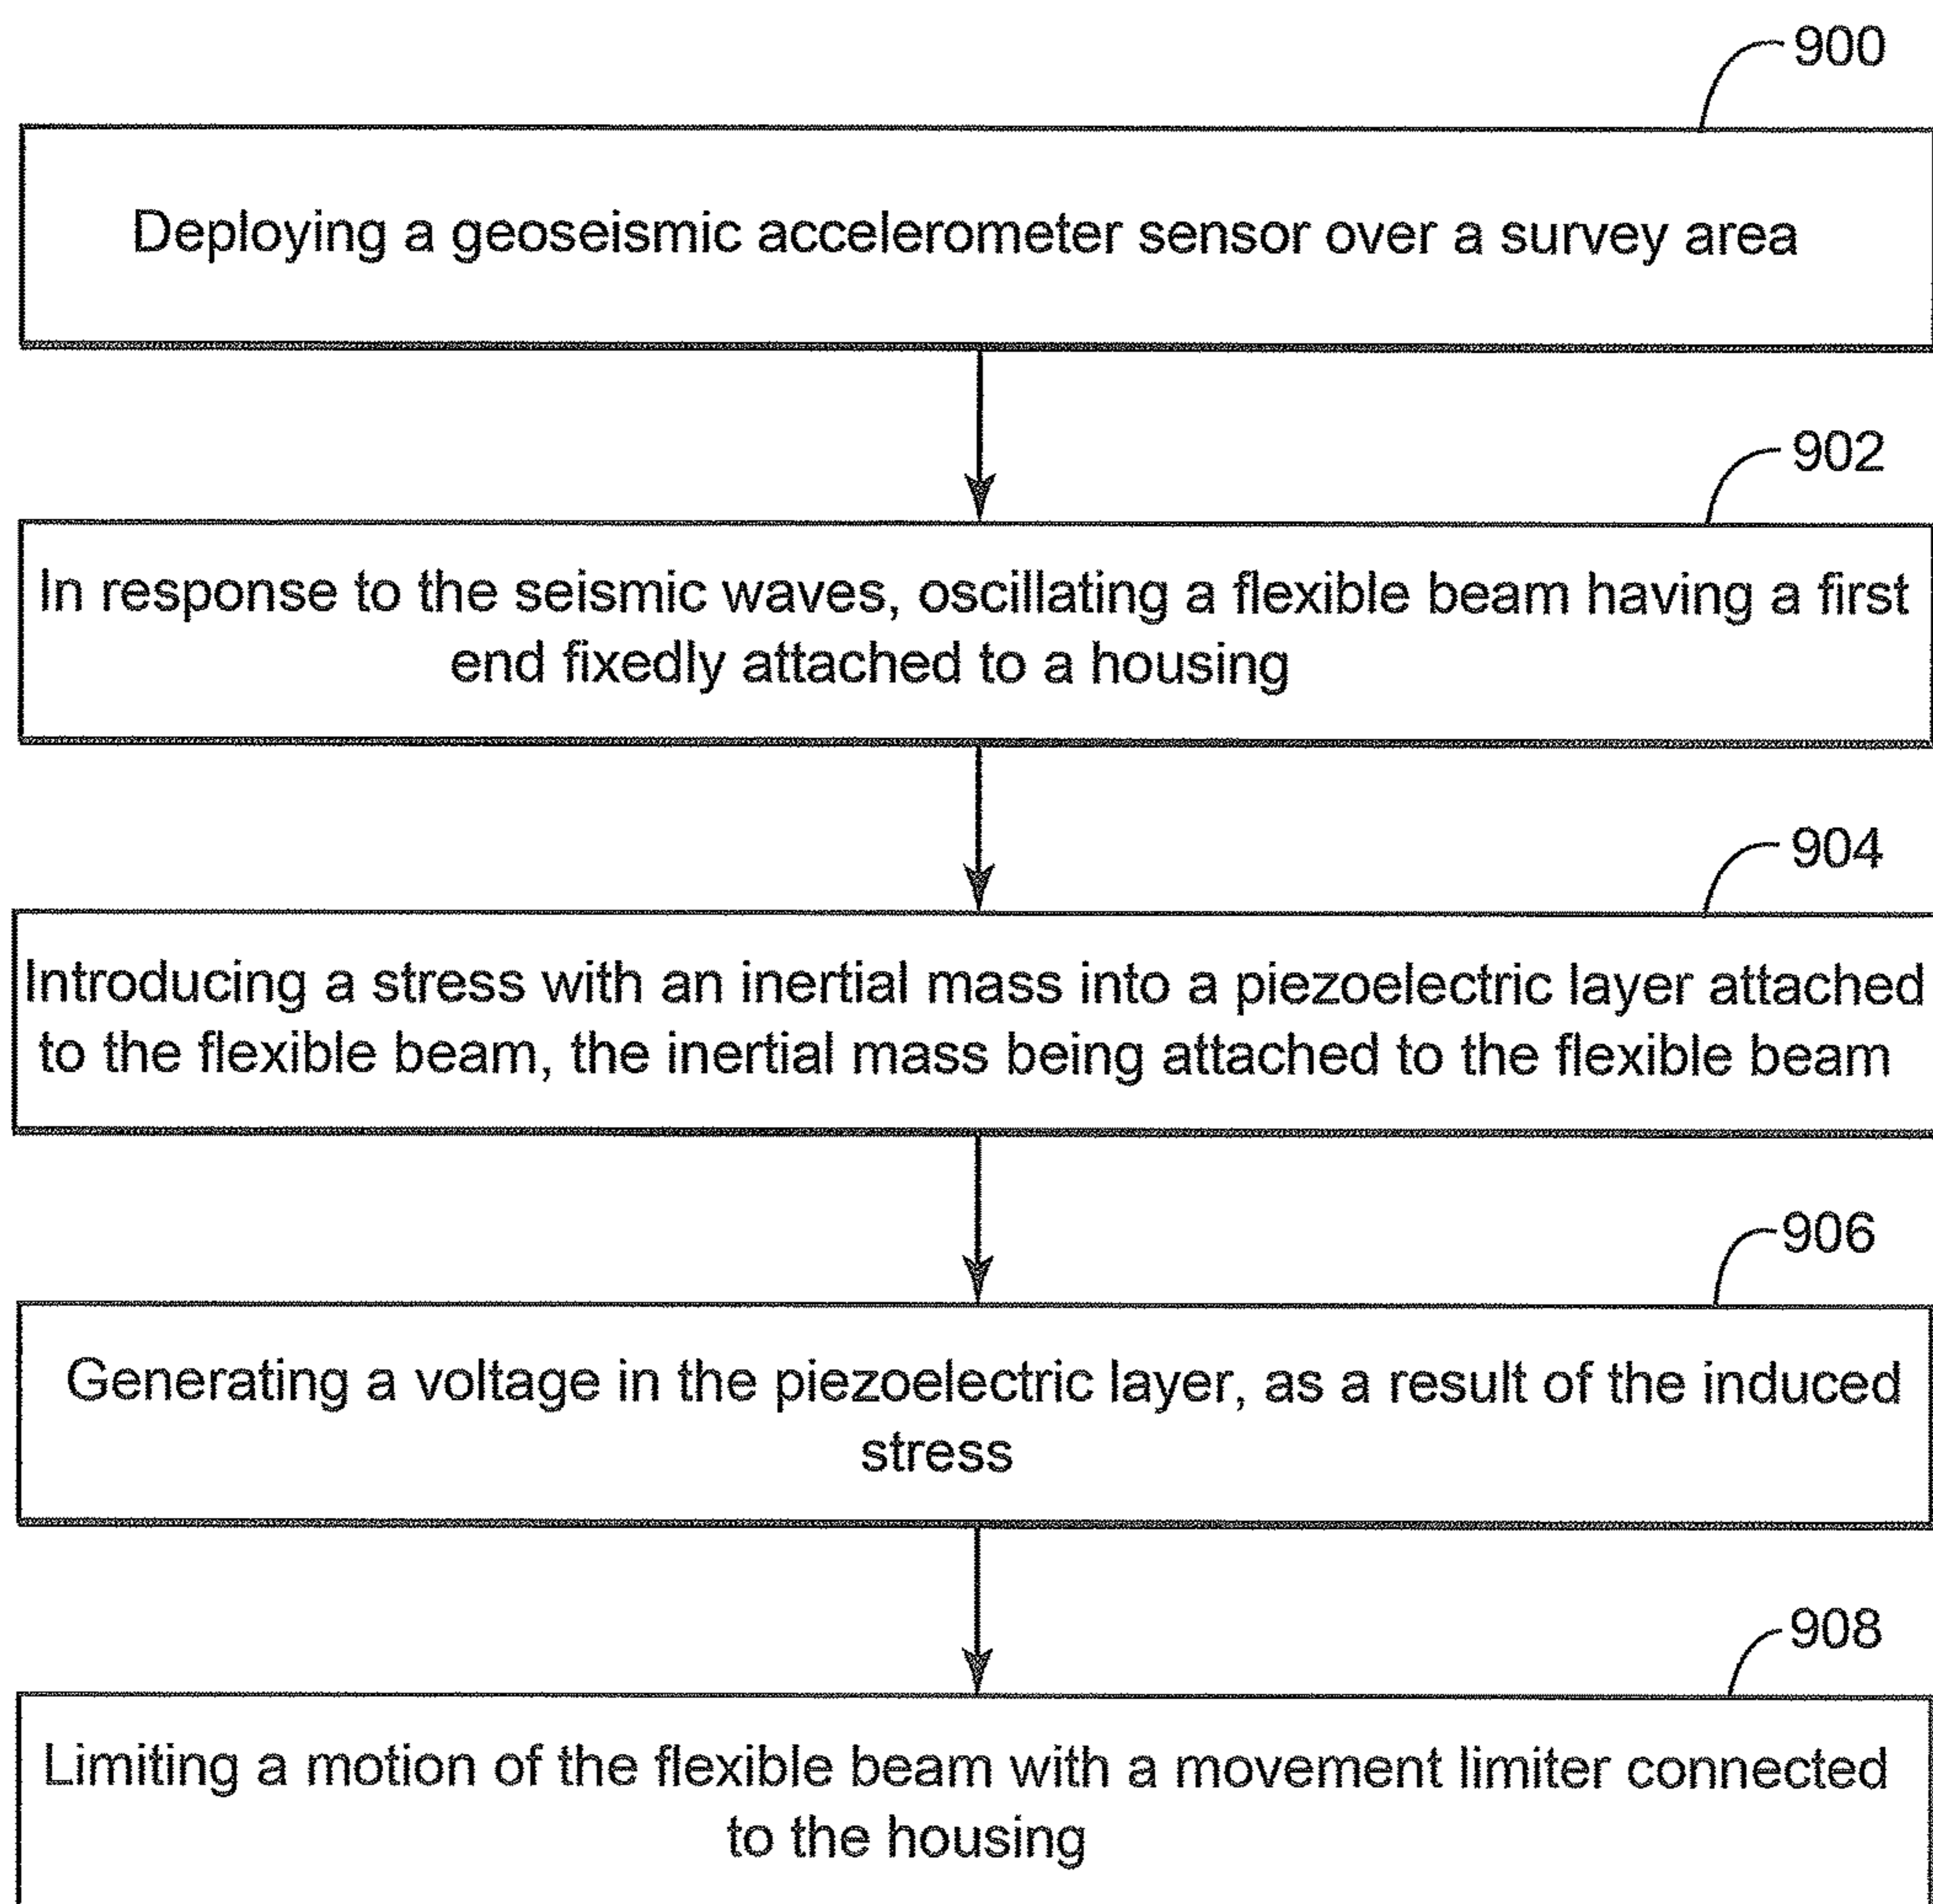 900
Deploying a geoseismic accelerometer sensor over a survey area
902
In response to the seismic waves, oscillating a flexible beam having a first
end fixedly attached to a housing
904
Introducing a stress with an inertial mass into a piezoelectric layer attached
to the flexible beam, the inertial mass being attached to the flexible beam
906
Generating a voltage in the piezoelectric layer, as a result of the induced
stress
908
Limiting a motion of the flexible beam with a movement limiter connected
to the housing